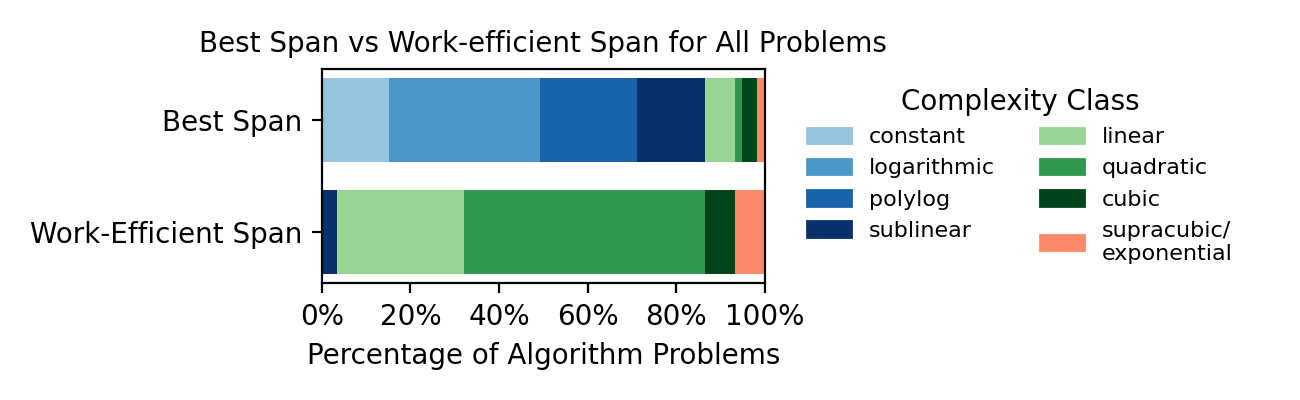 Best Span vs Work-efficient Span for All Problems
Best Span
Work-Efficient Span
0% 20% 40% 60% 80% 100%
Percentage of Algorithm Problems
Complexity Class
constant
logarithmic
polylog
sublinear
linear
quadratic
cubic
supracubic/
exponential